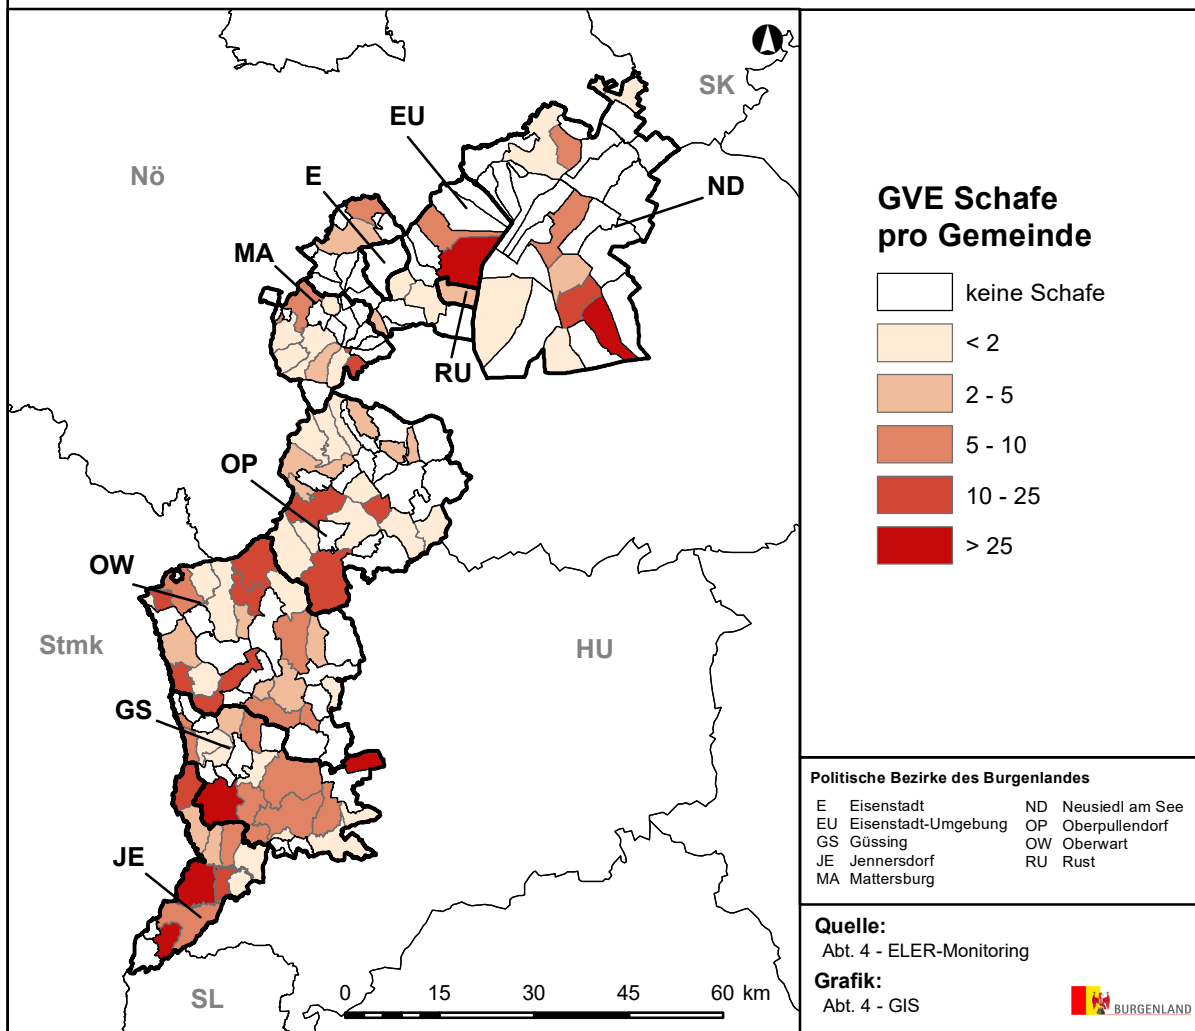 SK
EU
Nö
E
ND
MA
RU
OP
OW
Stmk
HU
GS
JE
SL
0 15 30 45 60 km
GVE Schafe
pro Gemeinde
keine Schafe
< 2
2 - 5
5 - 10
10 - 25
> 25
Politische Bezirke des Burgenlandes
E Eisenstadt
EU Eisenstadt-Umgebung
GS Güssing
JE Jennersdorf
MA Mattersburg
ND Neusiedl am See
OP Oberpullendorf
OW Oberwart
RU Rust
Quelle:
Abt. 4 - ELER-Monitoring
Grafik:
Abt. 4 - GIS
BURGENLAND